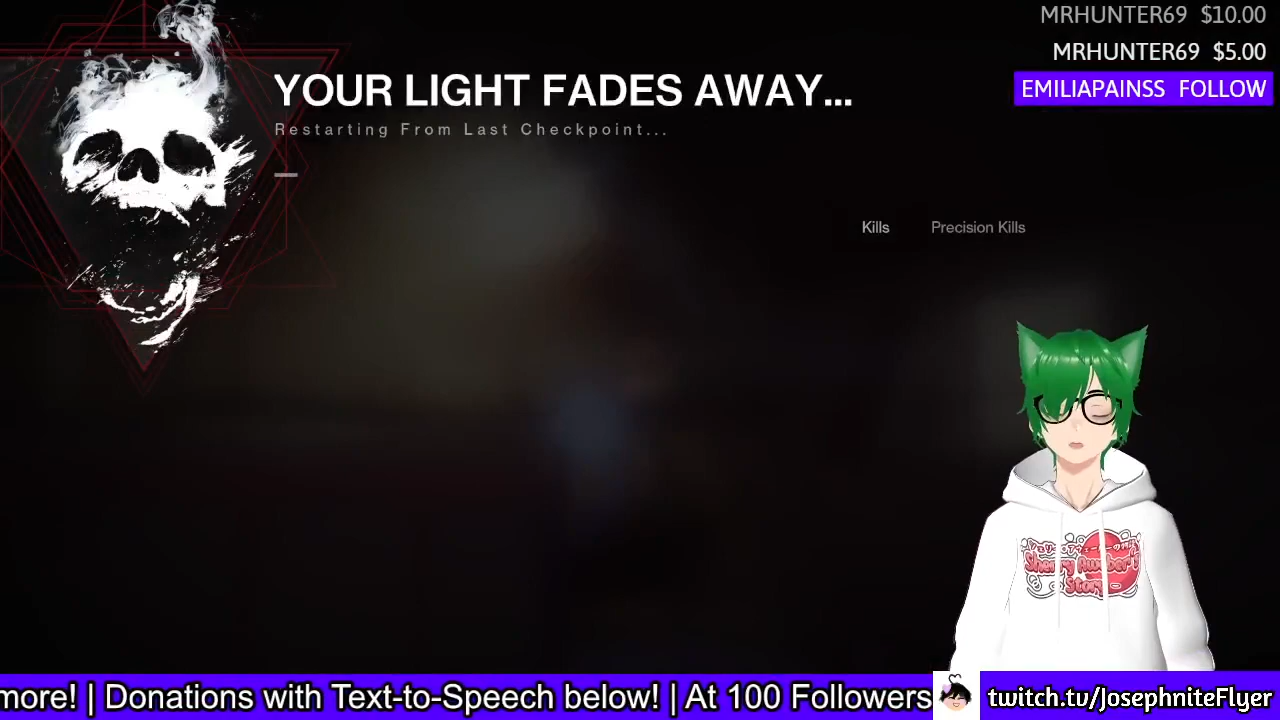 MRHUNTER69 $10.00
MRHUNTER69 $5.00
EMILIAPAINSS FOLLOW
YOUR LIGHT FADES AWAY...
Restarting From Last Checkpoint...
Kills Precision Kills
Story
more! | Donations with Text-to-Speech below! | At 100 Followers
twitch.tv/JosephniteFlyer